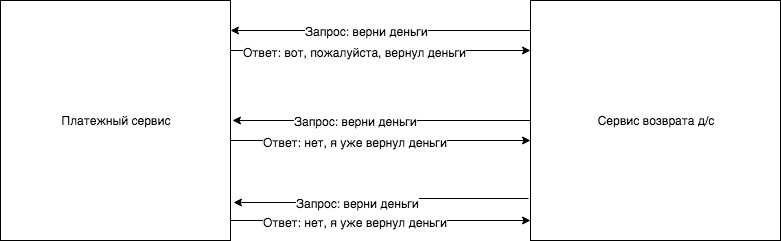 Запрос: верни деньги
Ответ: вот, пожалуйста, вернул деньги
Платежный сервис
Запрос: верни деньги
Сервис возврата д/с
Ответ: нет, я уже вернул деньги
Запрос: верни деньги
Ответ: нет, я уже вернул деньги